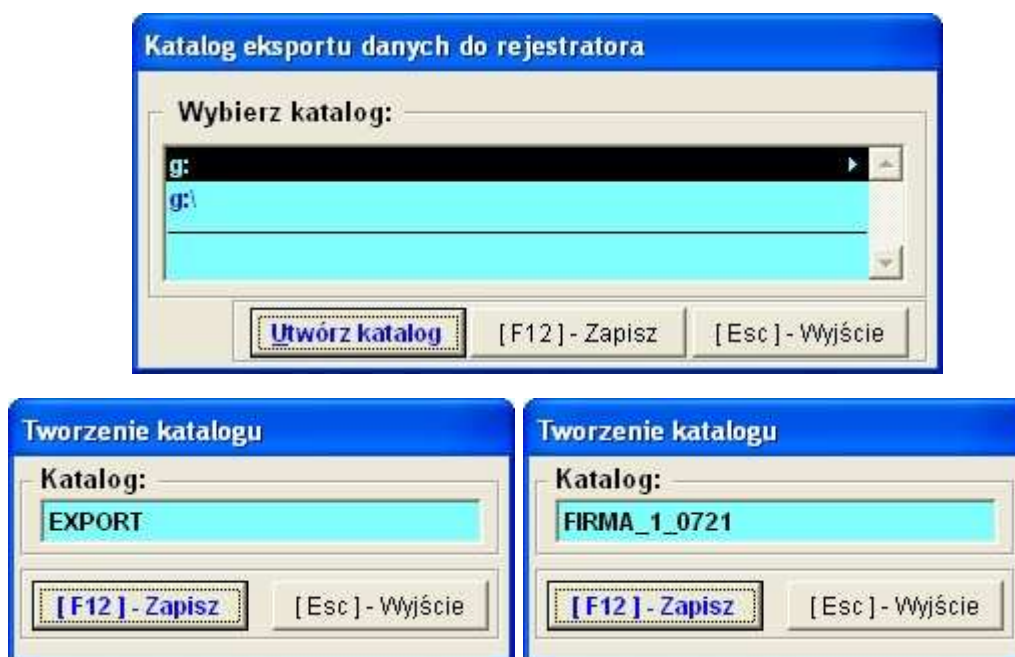 Katalog eksportu danych do rejestratora
Wybierz katalog:
g:
g:\
Utwórz katalog [ F12 ] - Zapisz [ Esc ] - Wyjście
Tworzenie katalogu
Katalog:
EXPORT
[ F12 ] - Zapisz [ Esc ] - Wyjście
Tworzenie katalogu
Katalog:
FIRMA_1_0721
[ F12 ] - Zapisz [ Esc ] - Wyjście